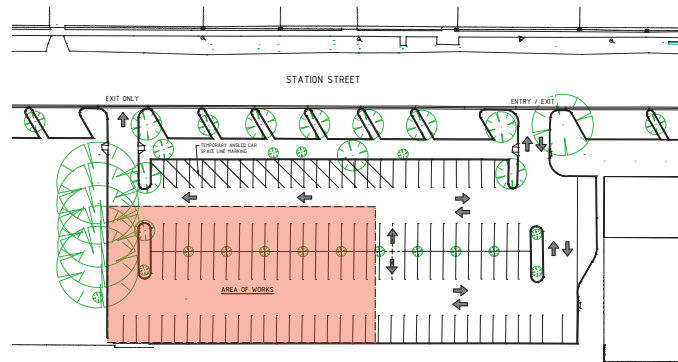 STATION STREET
EXIT ONLY
ENTRY / EXIT
TEMPORARY ANGLED CAR
SPACE LINE MARKING
AREA OF WORKS